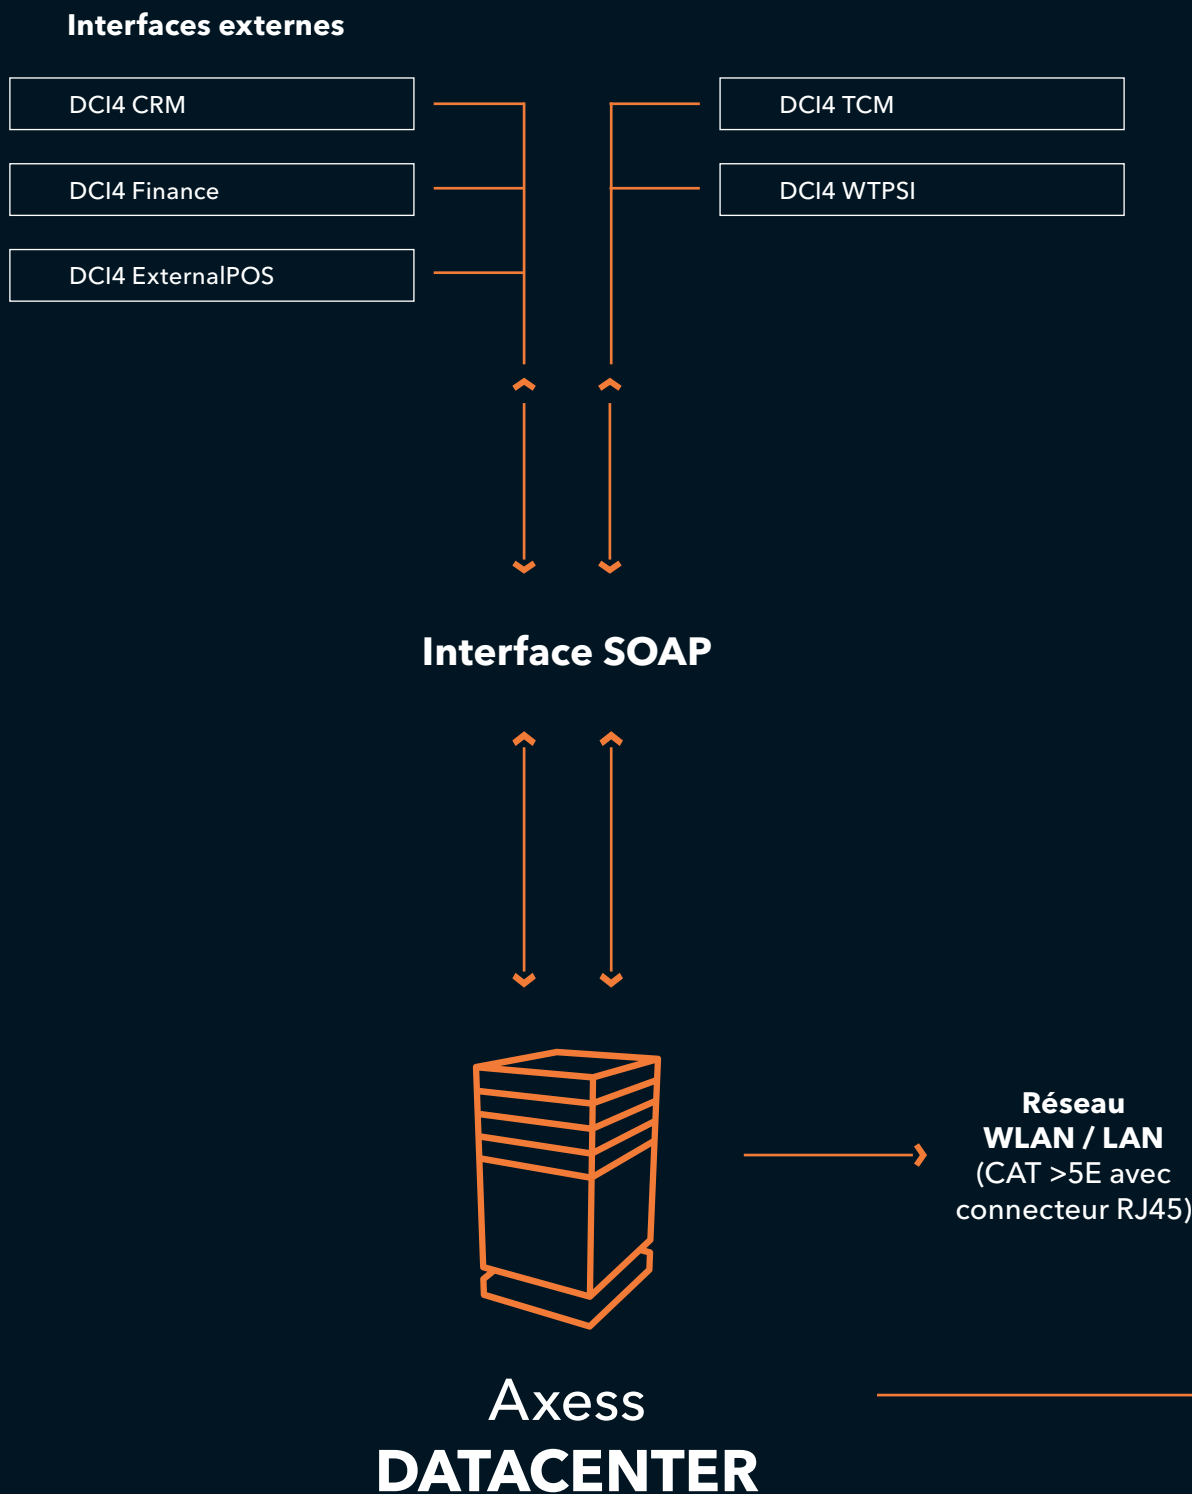 Interfaces externes
DCI4 CRM
DCI4 TCM
DCI4 Finance
DCI4 WTPSI
DCI4 ExternalPOS
Interface SOAP
Réseau
WLAN / LAN
(CAT >5E avec
connecteur RJ45)
Axess
DATACENTER